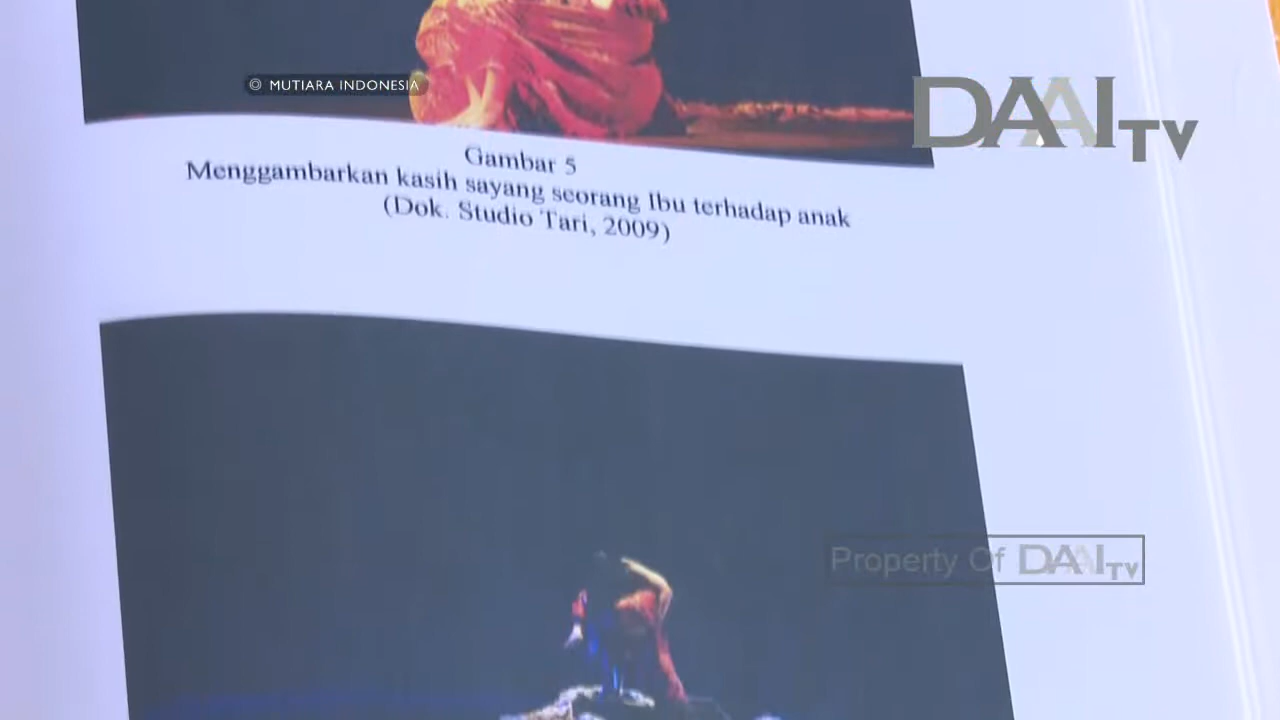 © MUTIARA INDONESIA
DAAI TV
Gambar 5
Menggambarkan kasih sayang seorang Ibu terhadap anak
(Dok. Studio Tari, 2009)
Property Of DAAI TV